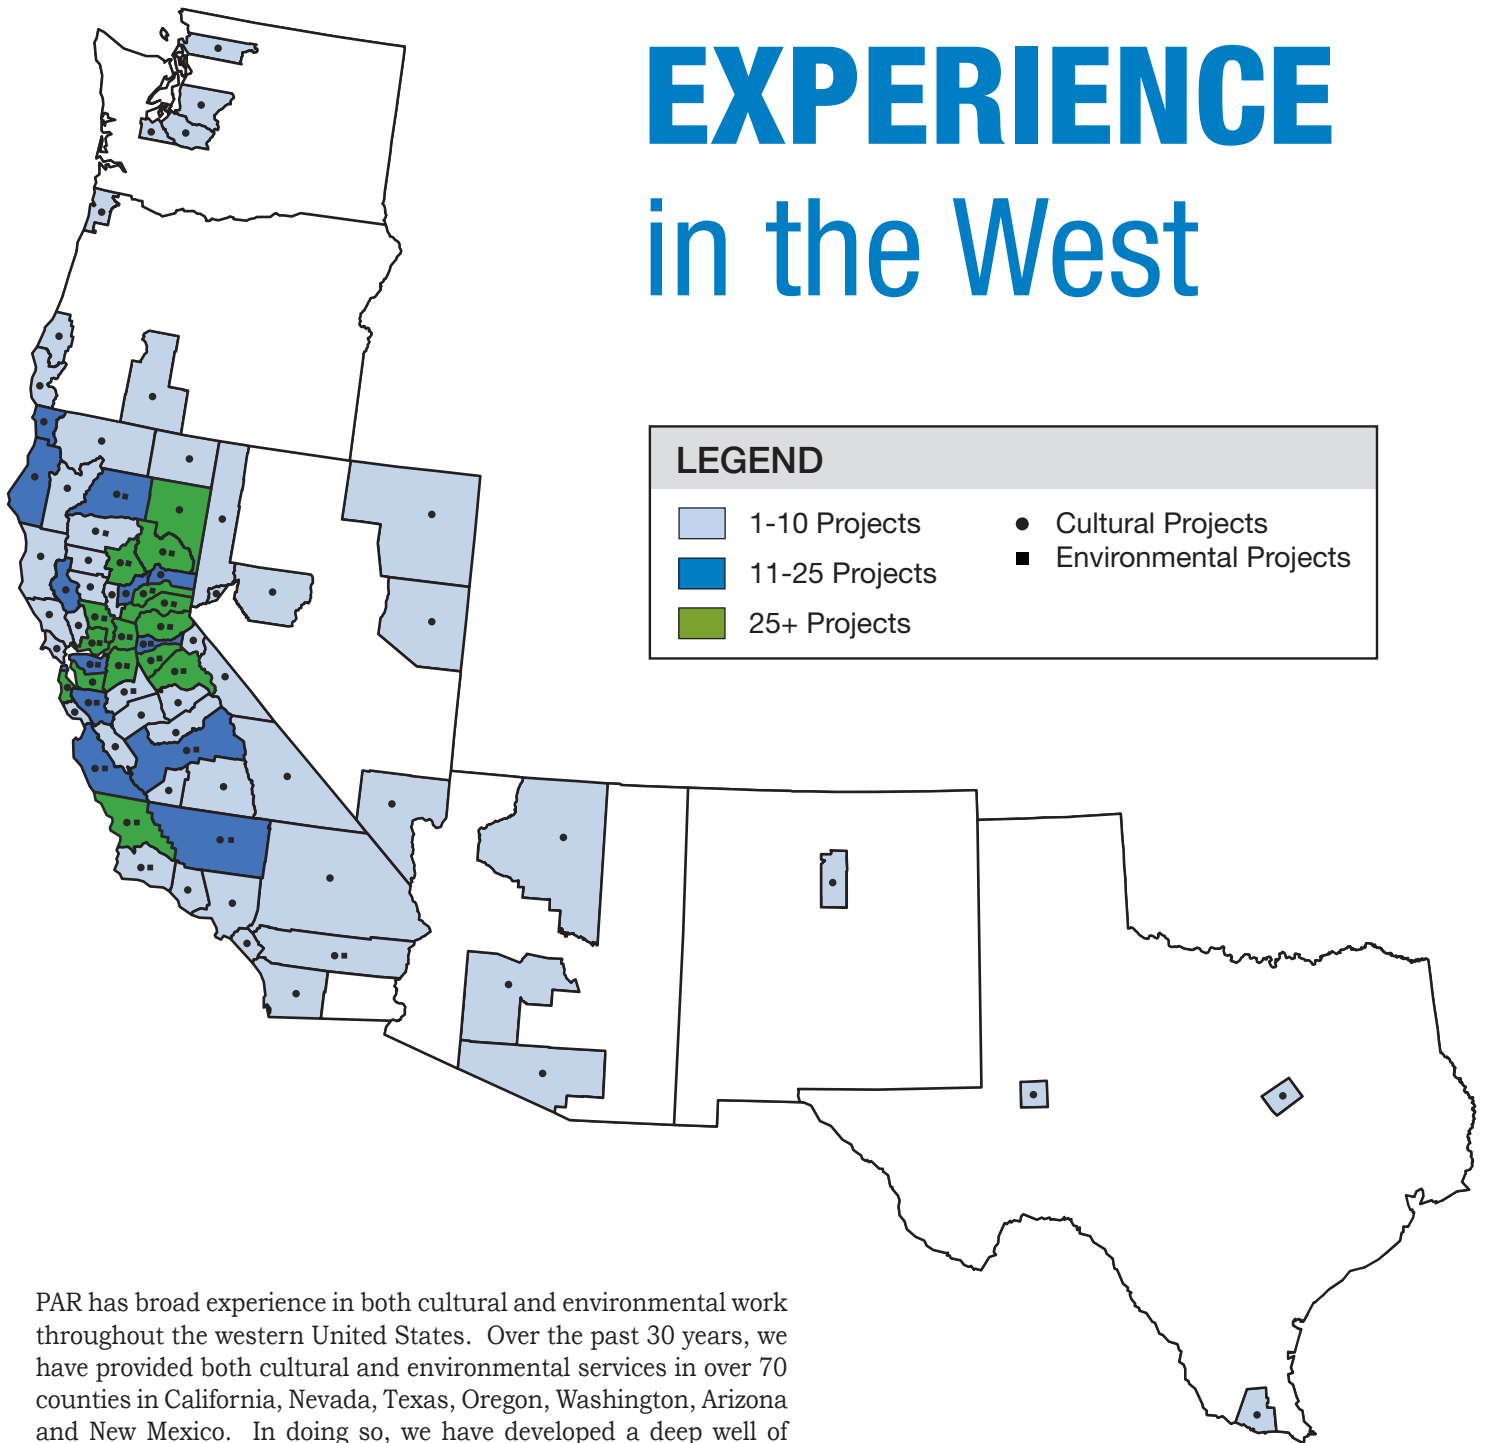 EXPERIENCE
in the West
LEGEND
1-10 Projects
11-25 Projects
25+ Projects
Cultural Projects
Environmental Projects
PAR has broad experience in both cultural and environmental work
throughout the western United States. Over the past 30 years, we
have provided both cultural and environmental services in over 70
counties in California, Nevada, Texas, Oregon, Washington, Arizona
and New Mexico. In doing so, we have developed a deep well of